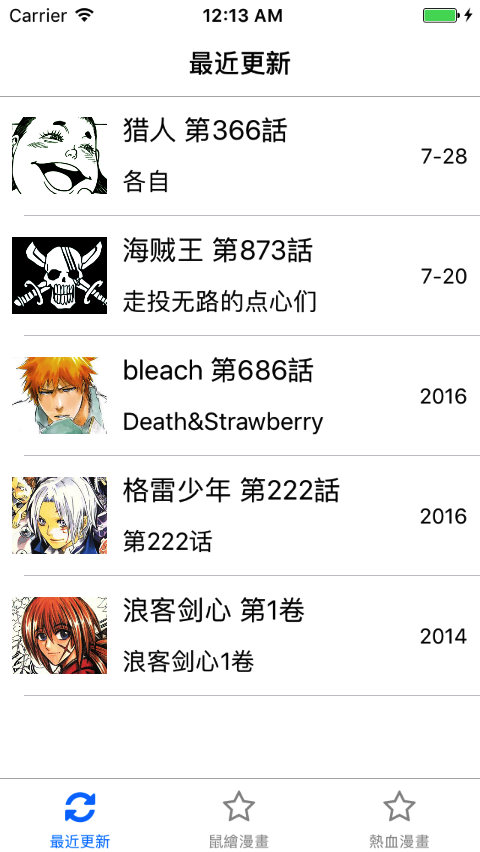 Carrier 12:13 AM
最近更新
猎人 第366話
7-28
各自
海贼王 第873話
7-20
走投无路的点心们
bleach 第686話
2016
Death&Strawberry
格雷少年 第222話
2016
第222话
浪客剑心 第1卷
2014
浪客剑心1卷
最近更新 鼠繪漫畫 熱血漫畫